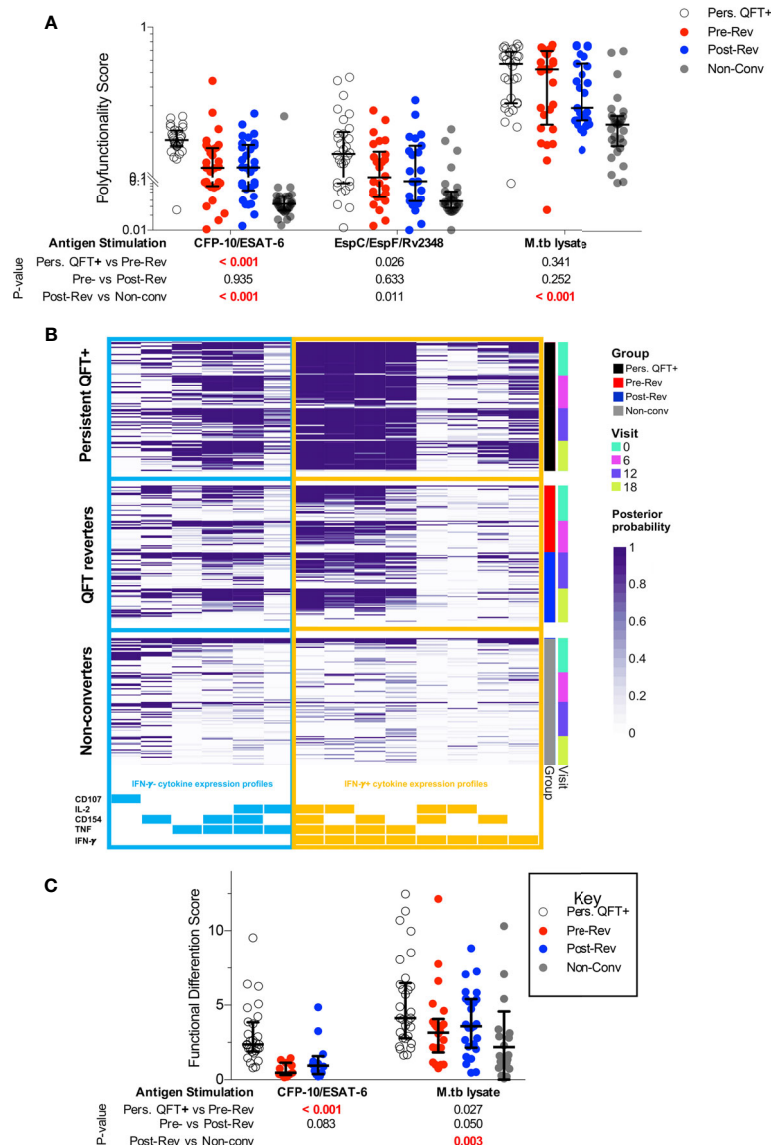 A
Pers. QFT+
Pre-Rev
Post-Rev
Non-Conv
Polyfunctionality Score
1
0.1
0.1
0.01
Antigen Stimulation CFP-10/ESAT-6 EspC/EspF/Rv2348 M.tb lysate
P-value
Pers. QFT+ vs Pre-Rev < 0.001 0.026 0.341
Pre- vs Post-Rev 0.935 0.633 0.252
Post-Rev vs Non-conv < 0.001 0.011 < 0.001
B
Persistent QFT+
QFT reverters
Non-converters
Group
Pers. QFT+
Pre-Rev
Post-Rev
Non-conv
Visit
0
6
12
18
Posterior
probability
1
0.8
0.6
0.4
0.2
0
Group
Visit
IFN-γ- cytokine expression profiles IFN-γ+ cytokine expression profiles
CD107
IL-2
CD154
TNF
IFN-γ
C
Functional Differention Score
10
5
0
Key
Pers. QFT+
Pre-Rev
Post-Rev
Non-Conv
Antigen Stimulation CFP-10/ESAT-6 M.tb lysate
P-value
Pers. QFT+ vs Pre-Rev < 0.001 0.027
Pre- vs Post-Rev 0.083 0.050
Post-Rev vs Non-conv 0.003